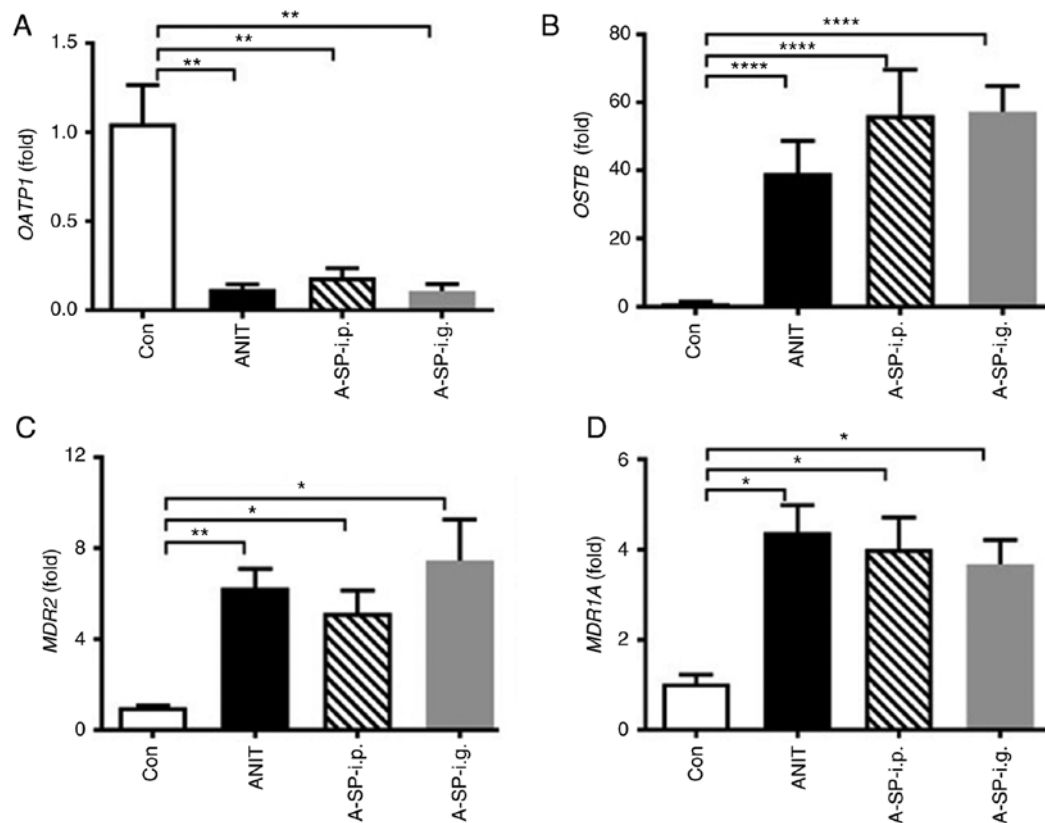 A
OATP1 (fold)
1.5
1.0
0.5
0.0
**
**
**
Con
ANIT
A-SP-i.p.
A-SP-i.g.
B
OSTB (fold)
80
60
40
20
0
****
****
****
Con
ANIT
A-SP-i.p.
A-SP-i.g.
C
MDR2 (fold)
12
8
4
0
*
*
**
Con
ANIT
A-SP-i.p.
A-SP-i.g.
D
MDR1A (fold)
6
4
2
0
*
*
*
Con
ANIT
A-SP-i.p.
A-SP-i.g.